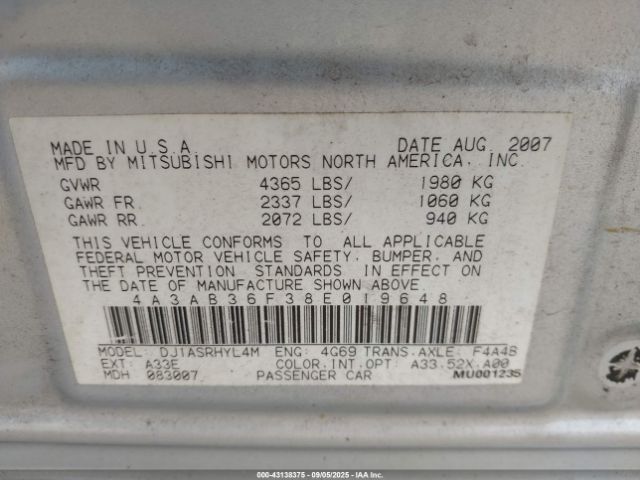 MADE IN U.S.A. DATE AUG. 2007
MFD BY MITSUBISHI MOTORS NORTH AMERICA, INC.
GVWR 4365 LBS/ 1980 KG
GAWR FR. 2337 LBS/ 1060 KG
GAWR RR. 2072 LBS/ 940 KG
THIS VEHICLE CONFORMS TO ALL APPLICABLE
FEDERAL MOTOR VEHICLE SAFETY, BUMPER, AND
THEFT PREVENTION STANDARDS IN EFFECT ON
THE DATE OF MANUFACTURE SHOWN ABOVE.
4A3AB36F38E019648
MODEL: DJ1ASRHYL4M ENG: 4G69 TRANS.AXLE: F4A4B
EXT: A33E COLOR.INT.OPT: A33.52X.A00
MDH 083007 PASSENGER CAR MU001235
000-43138375 - 09/05/2025 - © IAA Inc.